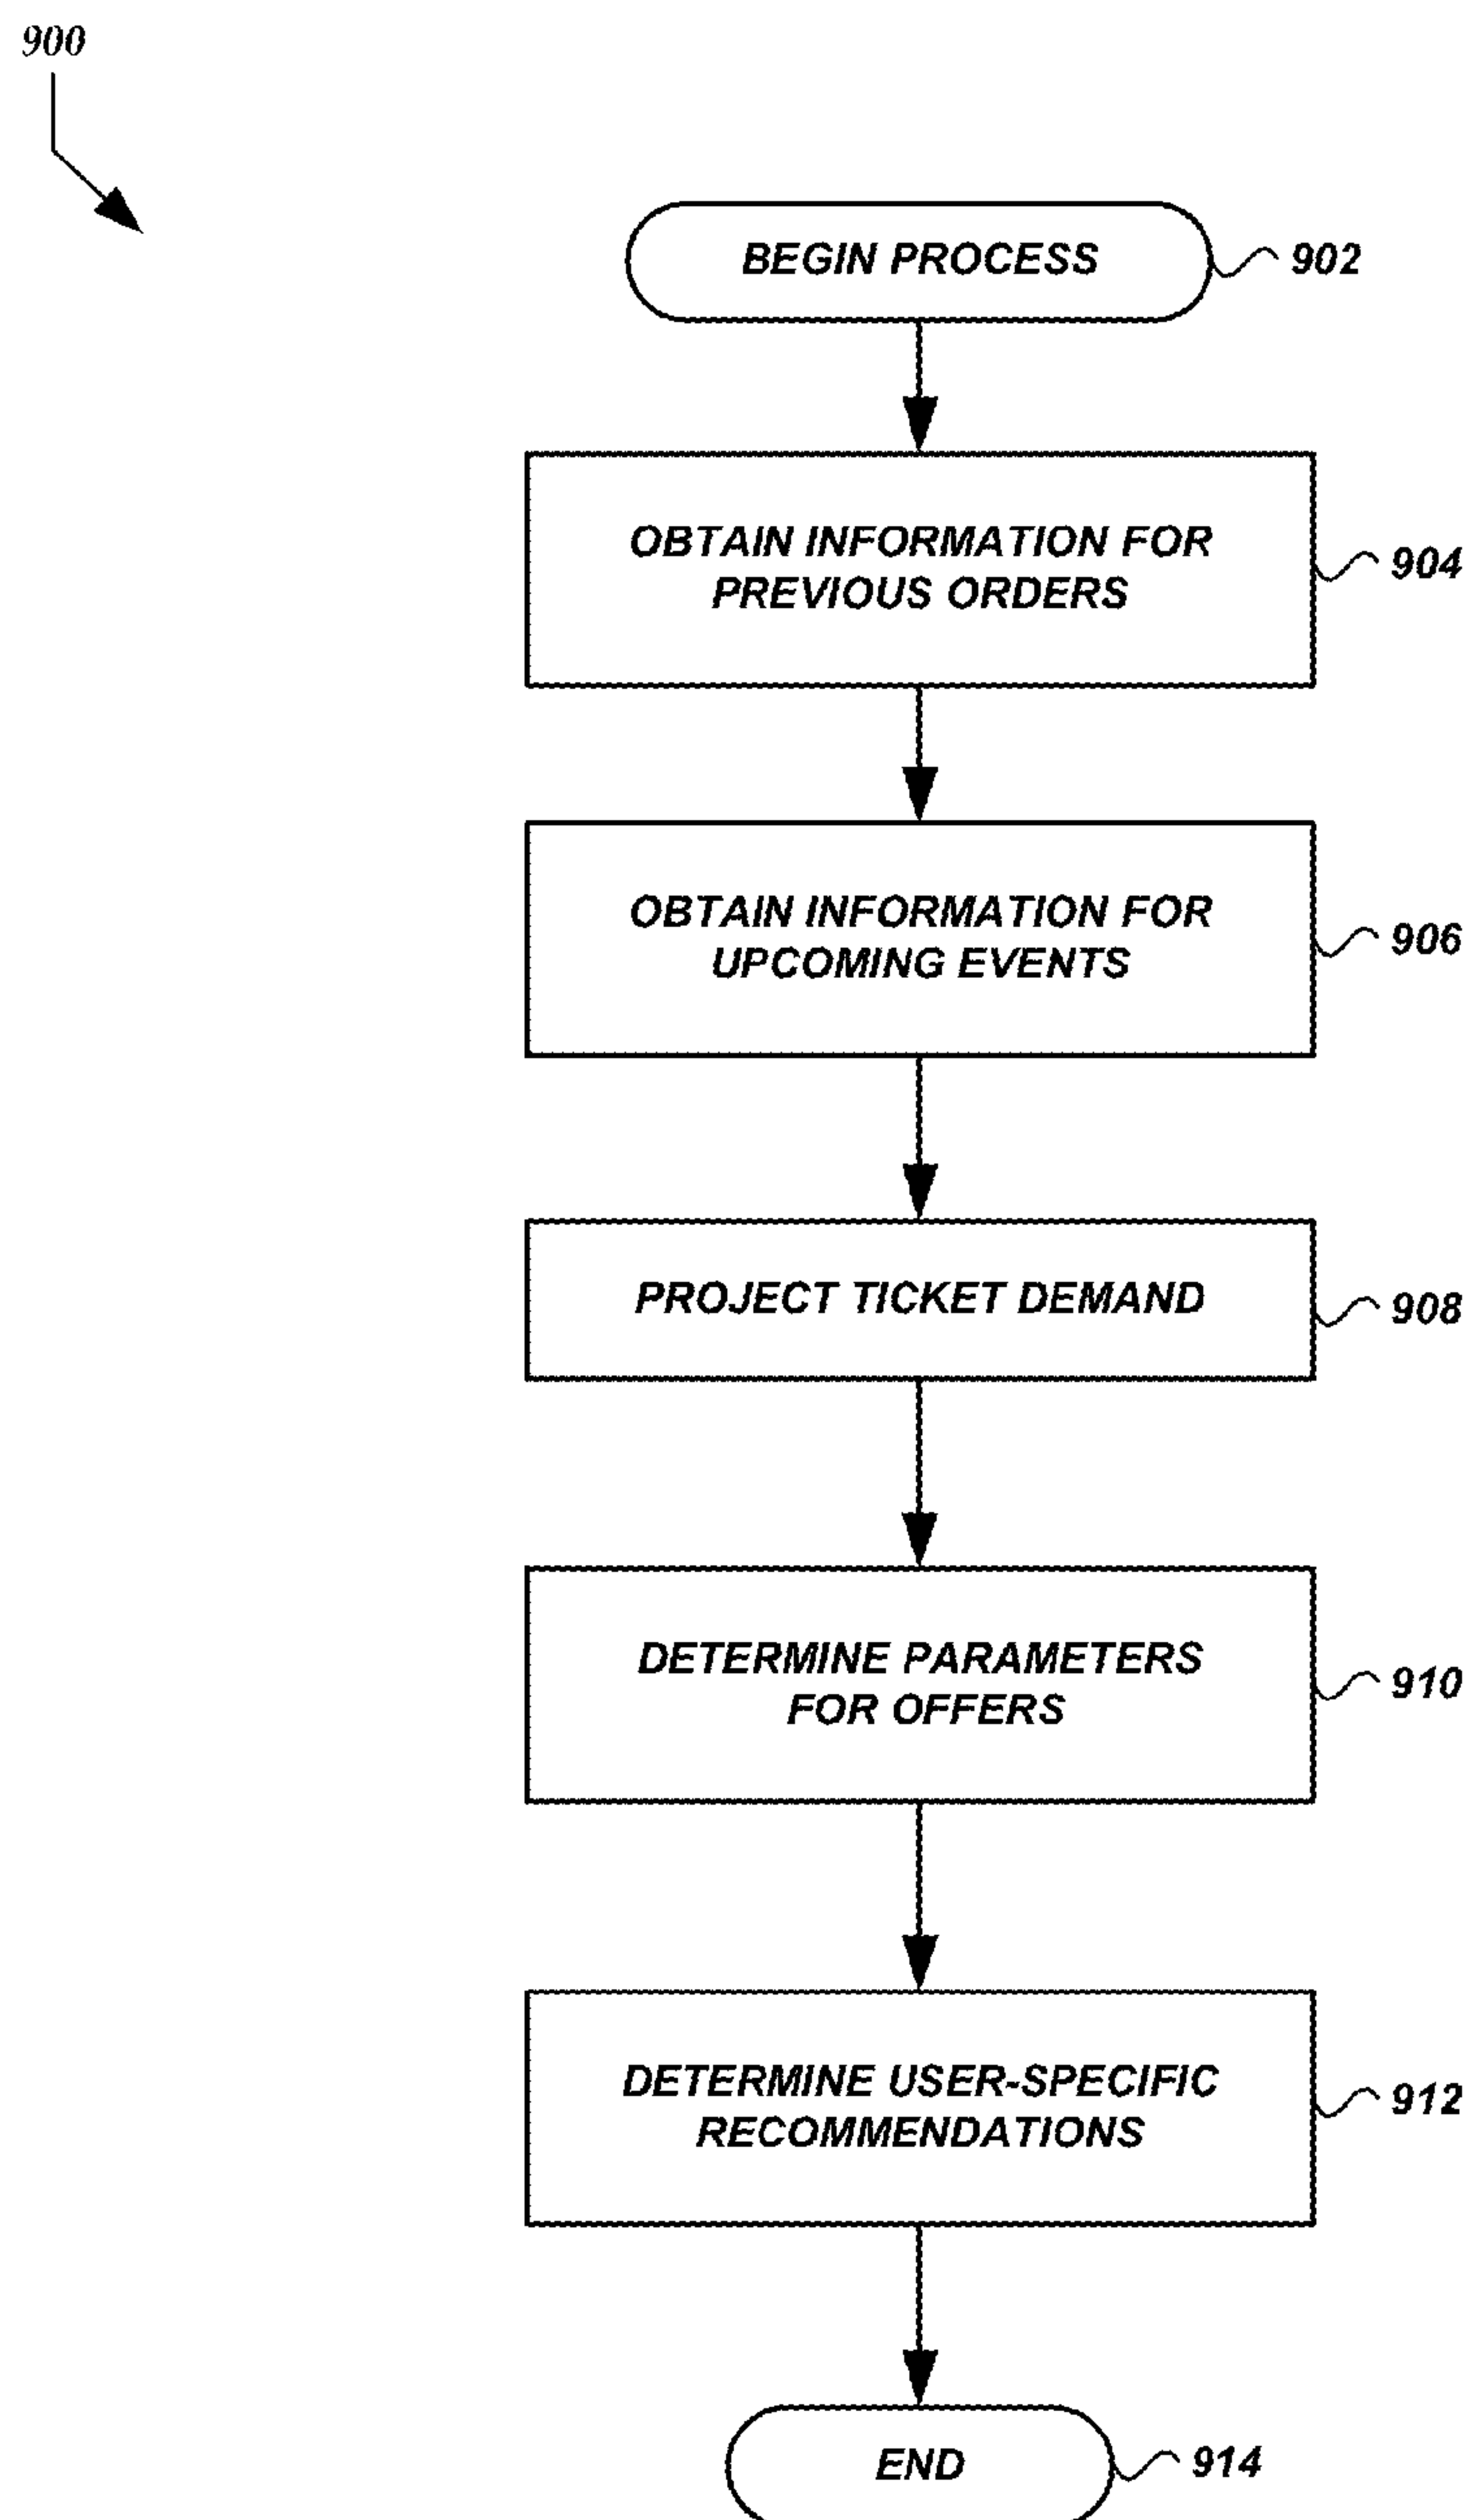 900
BEGIN PROCESS
902
OBTAIN INFORMATION FOR
PREVIOUS ORDERS
904
OBTAIN INFORMATION FOR
UPCOMING EVENTS
906
PROJECT TICKET DEMAND
908
DETERMINE PARAMETERS
FOR OFFERS
910
DETERMINE USER-SPECIFIC
RECOMMENDATIONS
912
END
914